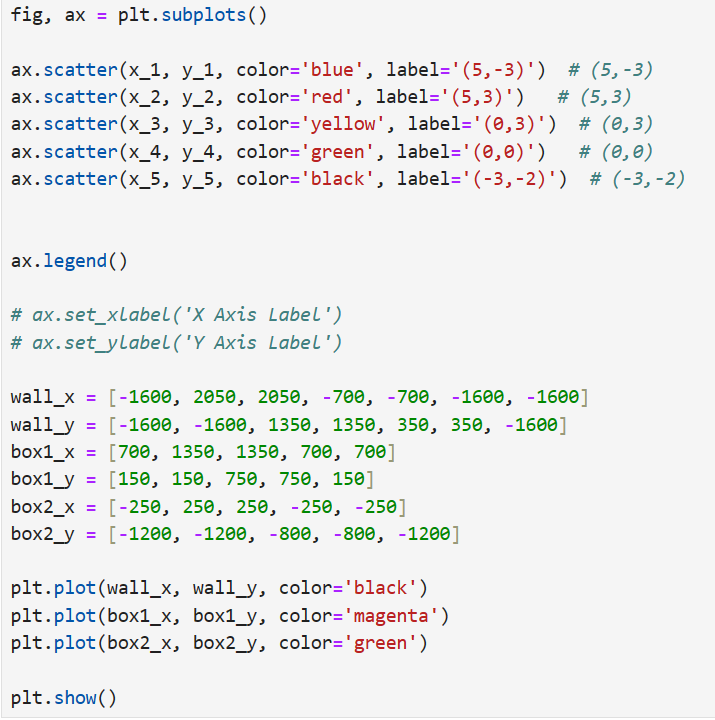 fig, ax = plt.subplots()
ax.scatter(x_1, y_1, color='blue', label='(5,-3)')  # (5,-3)
ax.scatter(x_2, y_2, color='red', label='(5,3)')   # (5,3)
ax.scatter(x_3, y_3, color='yellow', label='(0,3)')  # (0,3)
ax.scatter(x_4, y_4, color='green', label='(0,0)')   # (0,0)
ax.scatter(x_5, y_5, color='black', label='(-3,-2)')  # (-3,-2)
ax.legend()
# ax.set_xlabel('X Axis Label')
# ax.set_ylabel('Y Axis Label')
wall_x = [-1600, 2050, 2050, -700, -700, -1600, -1600]
wall_y = [-1600, -1600, 1350, 1350, 350, 350, -1600]
box1_x = [700, 1350, 1350, 700, 700]
box1_y = [150, 150, 750, 750, 150]
box2_x = [-250, 250, 250, -250, -250]
box2_y = [-1200, -1200, -800, -800, -1200]
plt.plot(wall_x, wall_y, color='black')
plt.plot(box1_x, box1_y, color='magenta')
plt.plot(box2_x, box2_y, color='green')
plt.show()